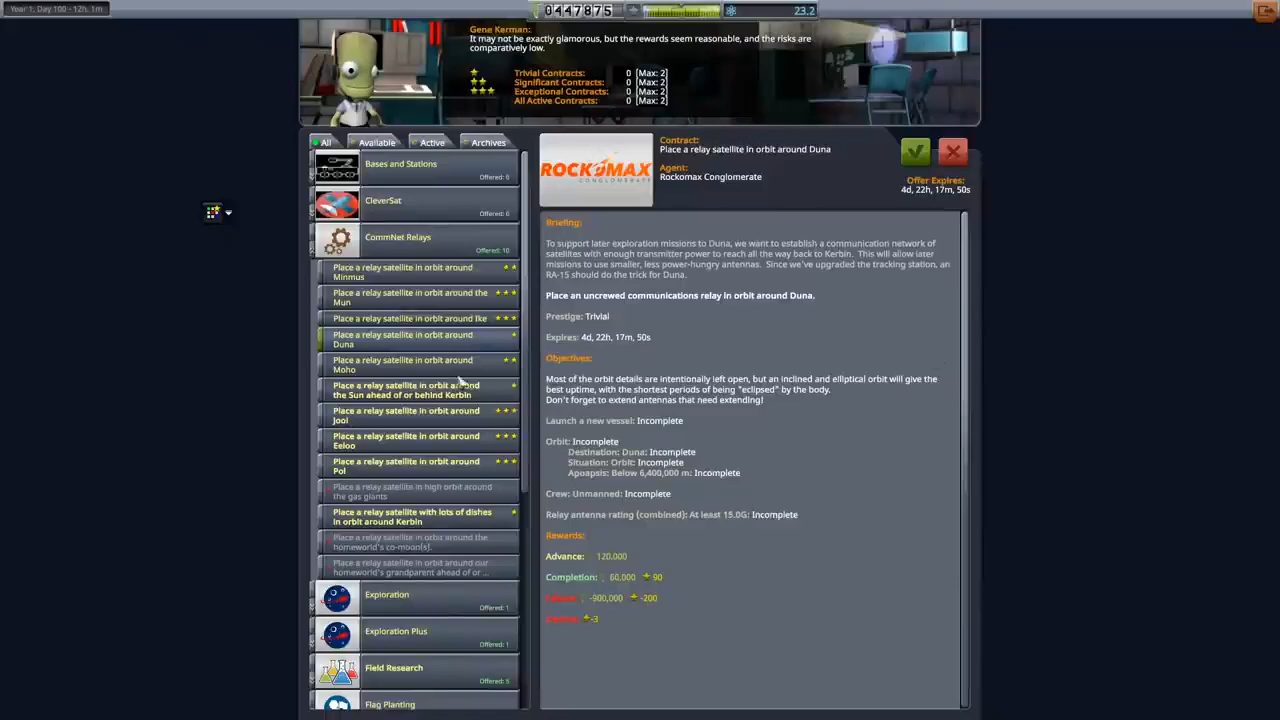 Year 1, Day 100 - 12h, 1m
0447875
23.2
Gene Kerman:
It may not be exactly glamorous, but the rewards seem reasonable, and the risks are
comparatively low.
Trivial Contracts: 0 [Max: 2]
Significant Contracts: 0 [Max: 2]
Exceptional Contracts: 0 [Max: 2]
All Active Contracts: 0 [Max: 2]
All
Available
Active
Archives
Bases and Stations
Offered: 6
CleverSat
Offered: 6
CommNet Relays
Offered: 10
Place a relay satellite in orbit around
Minmus
Place a relay satellite in orbit around the
Mun
Place a relay satellite in orbit around Ike
Place a relay satellite in orbit around
Duna
Place a relay satellite in orbit around
Moho
Place a relay satellite in orbit around
the Sun ahead of or behind Kerbin
Place a relay satellite in orbit around
Jool
Place a relay satellite in orbit around
Eeloo
Place a relay satellite in orbit around
Pol
Place a relay satellite in high orbit around
the gas giants
Place a relay satellite with lots of dishes
in orbit around Kerbin
Place a relay satellite in orbit around the
homeworld's co-moon(s).
Place a relay satellite in orbit around our
homeworld's grandparent ahead of or ...
Exploration
Offered: 1
Exploration Plus
Offered: 1
Field Research
Offered: 5
Flag Planting
ROCKOMAX
CONGLOMERATE
Contract:
Place a relay satellite in orbit around Duna
Agent:
Rockomax Conglomerate
Offer Expires:
4d, 22h, 17m, 50s
Briefing:
To support later exploration missions to Duna, we want to establish a communication network of
satellites with enough transmitter power to reach all the way back to Kerbin. This will allow later
missions to use smaller, less power-hungry antennas. Since we've upgraded the tracking station, an
RA-15 should do the trick for Duna.
Place an uncrewed communications relay in orbit around Duna.
Prestige: Trivial
Expires: 4d, 22h, 17m, 50s
Objectives:
Most of the orbit details are intentionally left open, but an inclined and elliptical orbit will give the
best uptime, with the shortest periods of being "eclipsed" by the body.
Don't forget to extend antennas that need extending!
Launch a new vessel: Incomplete
Orbit: Incomplete
Destination: Duna: Incomplete
Situation: Orbit: Incomplete
Apoapsis: Below 6,400,000 m: Incomplete
Crew: Unmanned: Incomplete
Relay antenna rating (combined): At least 15.0G: Incomplete
Rewards:
Advance: 120,000
Completion: 60,000 90
-900,000 -200
-3